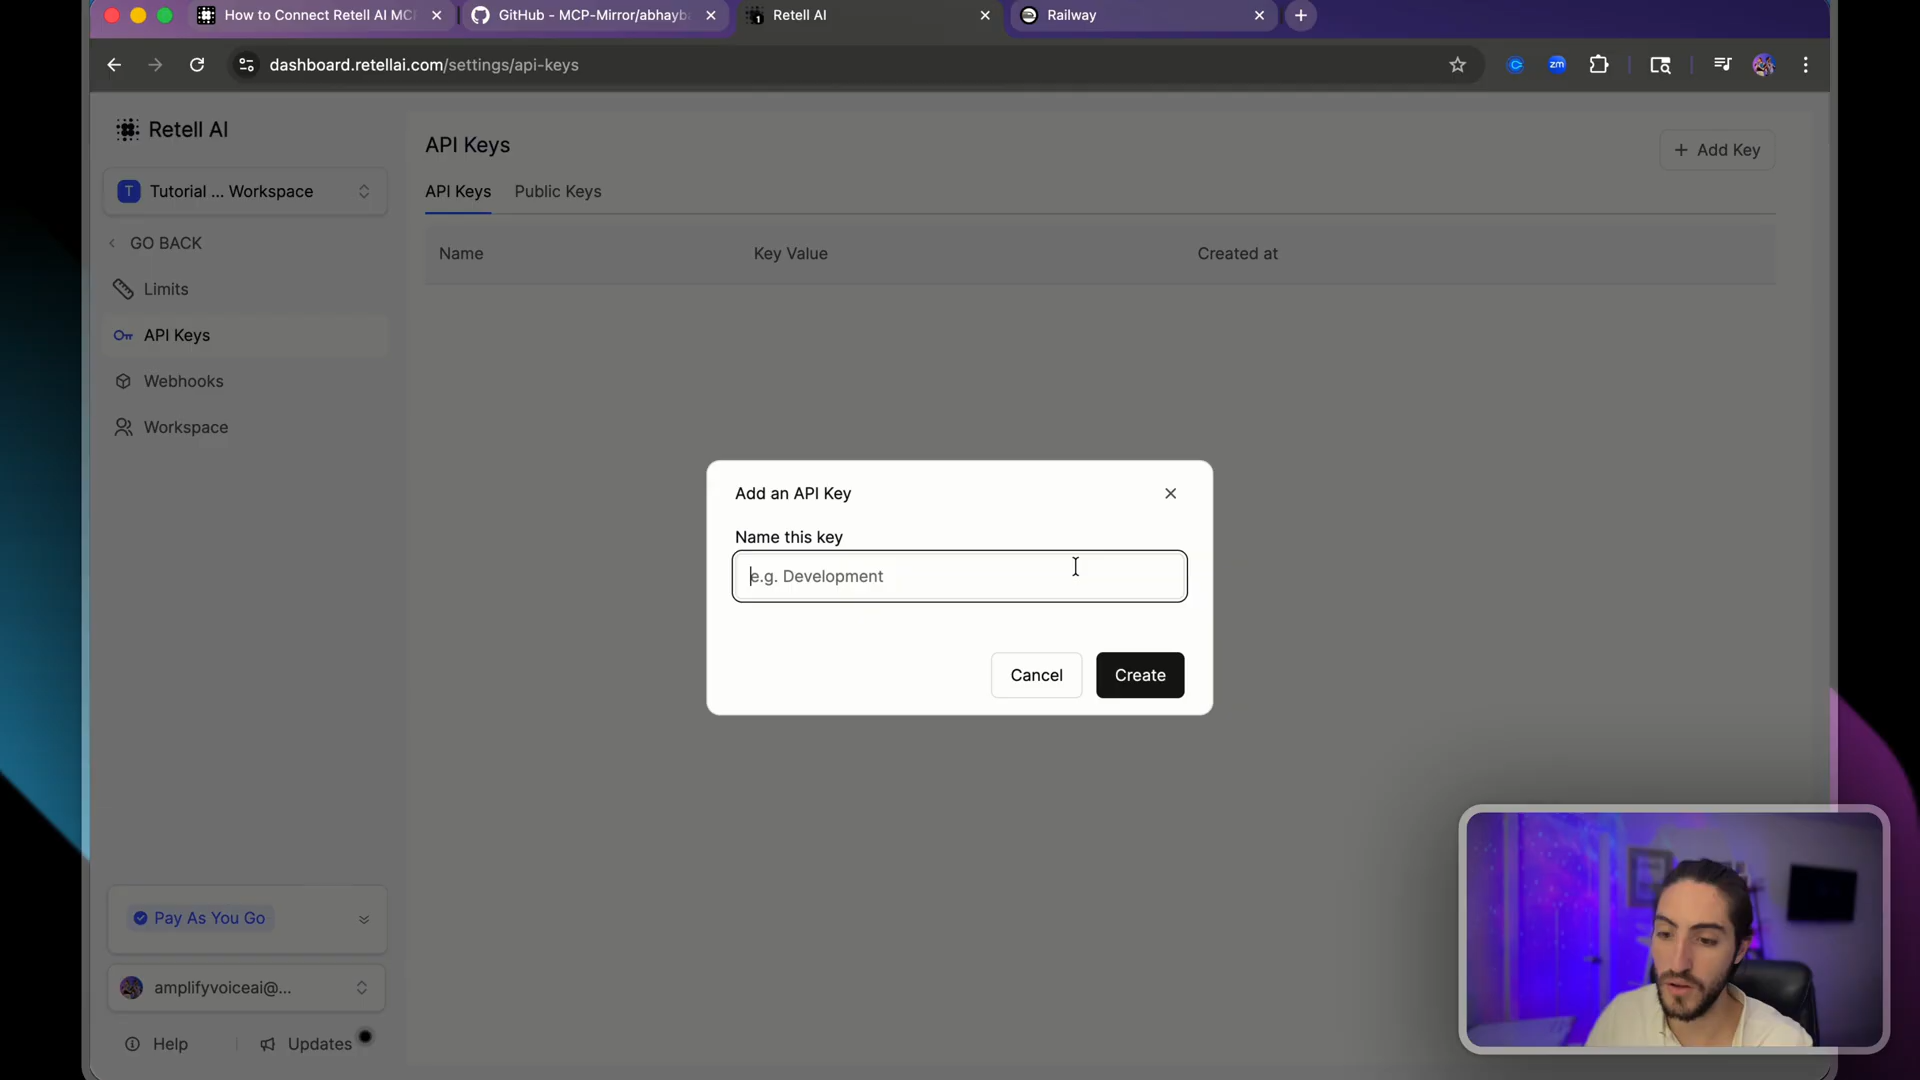 How to Connect Retell AI MC
GitHub - MCP-Mirror/abhayb
Retell AI
Railway
dashboard.retellai.com/settings/api-keys
zm
Retell AI
T Tutorial ... Workspace
GO BACK
Limits
API Keys
Webhooks
Workspace
Pay As You Go
amplifyvoiceai@...
Help
Updates
API Keys
+ Add Key
API Keys
Public Keys
Name
Key Value
Created at
Add an API Key
Name this key
e.g. Development
Cancel
Create